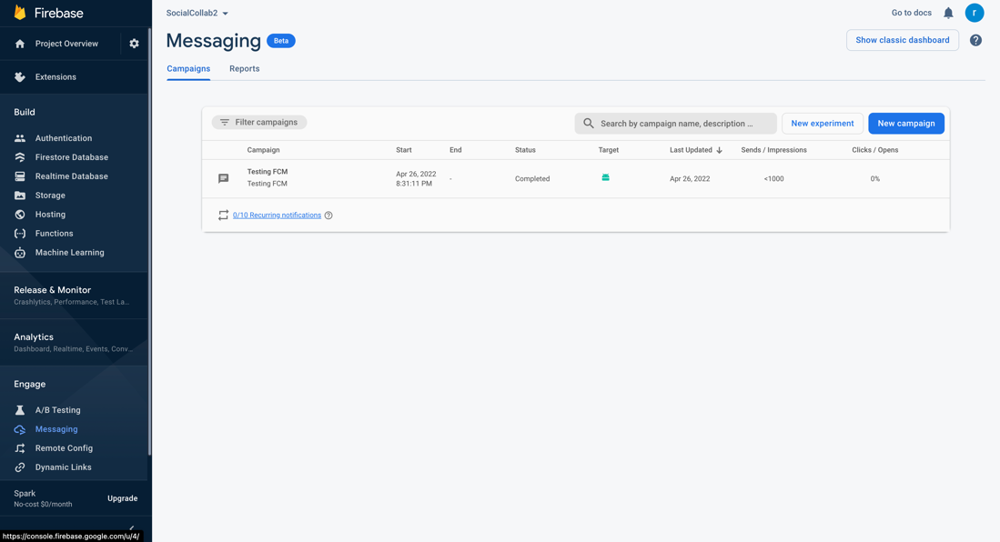 Firebase
Project Overview
Extensions
Build
Authentication
Firestore Database
Realtime Database
Storage
Hosting
Functions
Machine Learning
Release & Monitor
Crashlytics, Performance, Test La...
Analytics
Dashboard, Realtime, Events, Conv...
Engage
A/B Testing
Messaging
Remote Config
Dynamic Links
Spark
No-cost $0/month
Upgrade
https://console.firebase.google.com/u/4/
SocialCollab2
Go to docs
r
Messaging Beta
Show classic dashboard
?
Campaigns Reports
Filter campaigns
Search by campaign name, description ...
New experiment
New campaign
Campaign Start End Status Target Last Updated Sends / Impressions Clicks / Opens
Testing FCM
Testing FCM
Apr 26, 2022
8:31:11 PM
-
Completed
Apr 26, 2022
<1000
0%
0/10 Recurring notifications ?